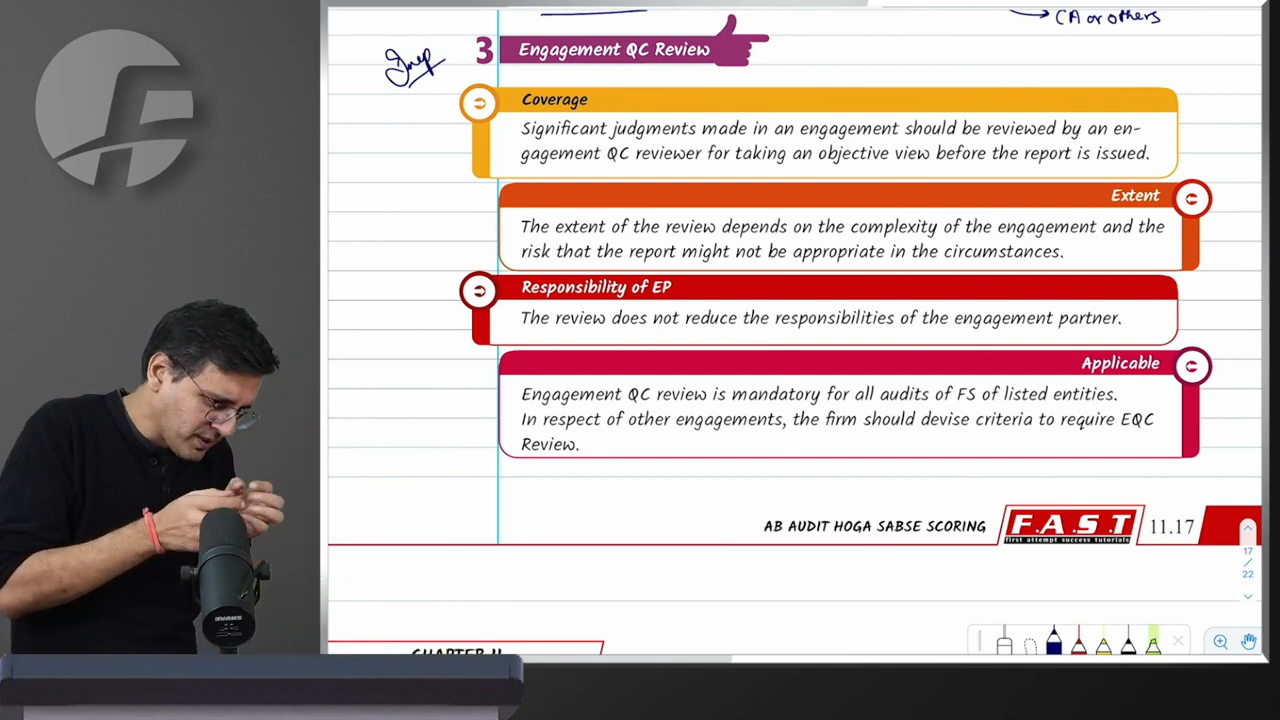 CA or others
Imp
3 Engagement QC Review
Coverage
Significant judgments made in an engagement should be reviewed by an en-
gagement QC reviewer for taking an objective view before the report is issued.
Extent
The extent of the review depends on the complexity of the engagement and the
risk that the report might not be appropriate in the circumstances.
Responsibility of EP
The review does not reduce the responsibilities of the engagement partner.
Applicable
Engagement QC review is mandatory for all audits of FS of listed entities.
In respect of other engagements, the firm should devise criteria to require EQC
Review.
AB AUDIT HOGA SABSE SCORING
F.A.S.T
first attempt success tutorials
11.17
17
/
22
CHAPTER 11